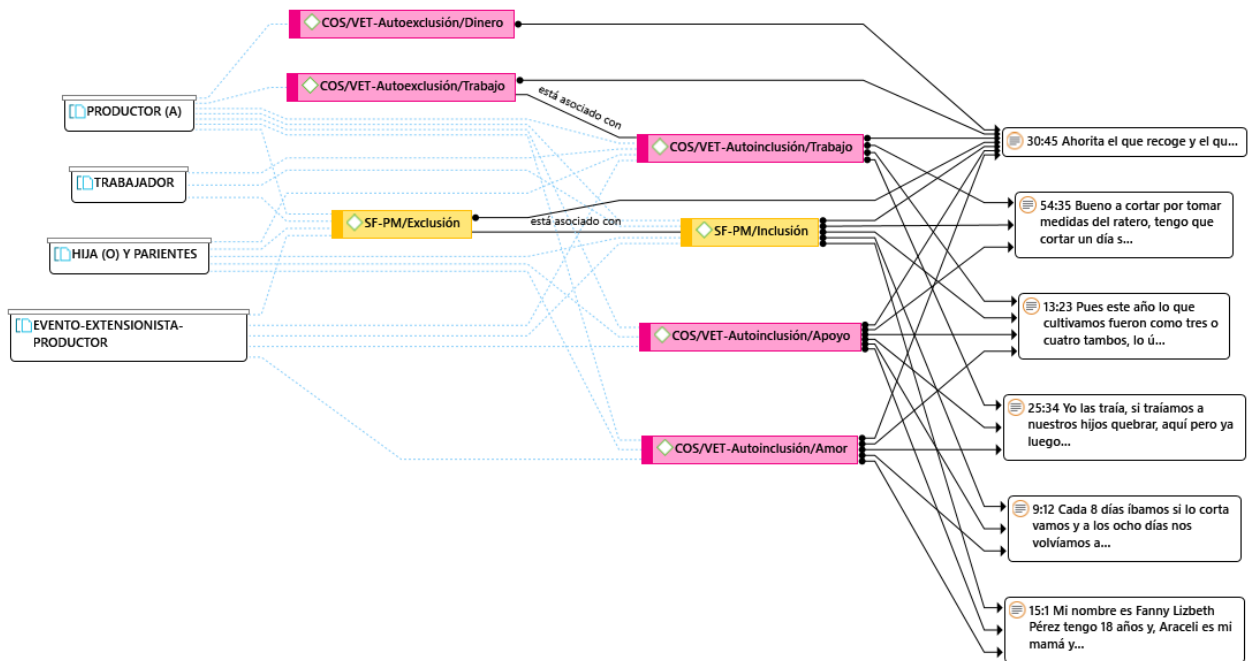 COS/VET-Autoexclusión/Dinero
COS/VET-Autoexclusión/Trabajo
está asociado con
PRODUCTOR (A)
COS/VET-Autoinclusión/Trabajo
30:45 Ahorita el que recoge y el qu...
TRABAJADOR
54:35 Bueno a cortar por tomar
medidas del ratero, tengo que
cortar un día s...
SF-PM/Exclusión
está asociado con
SF-PM/Inclusión
HIJA (O) Y PARIENTES
13:23 Pues este año lo que
cultivamos fueron como tres o
cuatro tambos, lo ú...
EVENTO-EXTENSIONISTA-
PRODUCTOR
COS/VET-Autoinclusión/Apoyo
25:34 Yo las traía, si traíamos a
nuestros hijos quebrar, aquí pero ya
luego...
COS/VET-Autoinclusión/Amor
9:12 Cada 8 días íbamos si lo corta
vamos y a los ocho días nos
volvíamos a...
15:1 Mi nombre es Fanny Lizbeth
Pérez tengo 18 años y, Araceli es mi
mamá y...